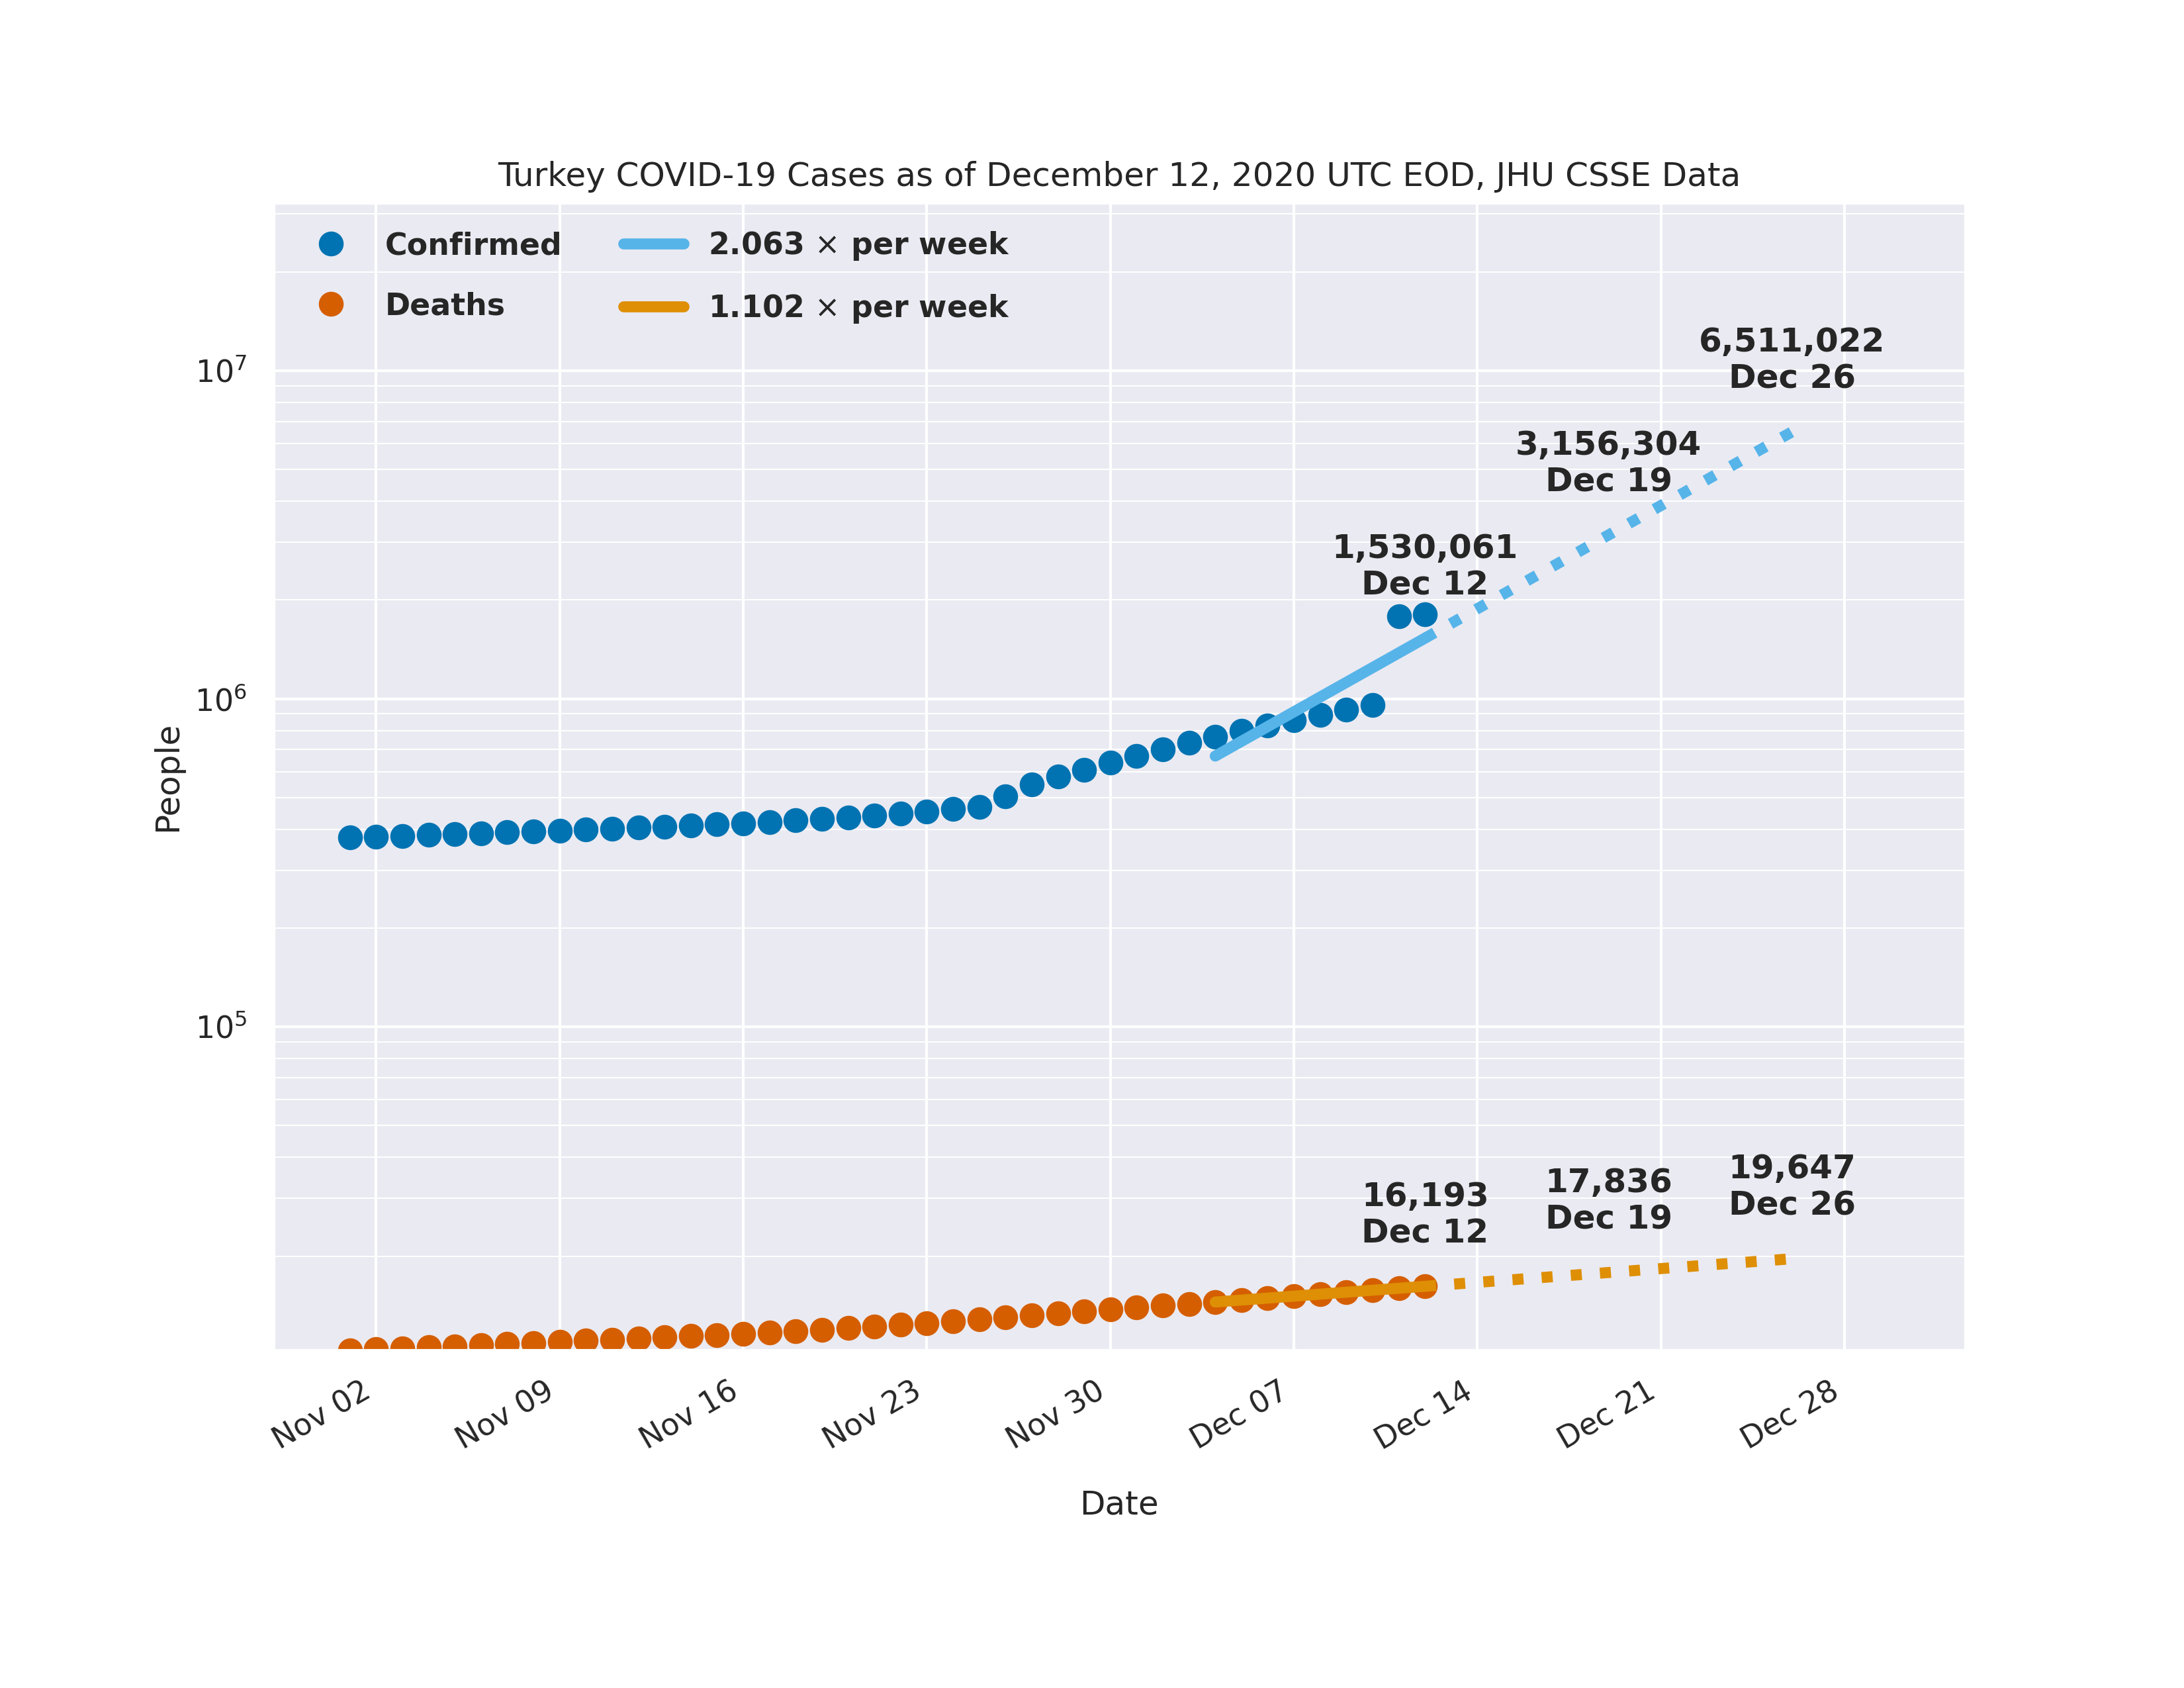 Turkey COVID-19 Cases as of December 12, 2020 UTC EOD, JHU CSSE Data
Confirmed
Deaths
2.063 × per week
1.102 × per week
6,511,022
Dec 26
3,156,304
Dec 19
1,530,061
Dec 12
16,193
Dec 12
17,836
Dec 19
19,647
Dec 26
People
10⁷
10⁶
10⁵
Nov 02
Nov 09
Nov 16
Nov 23
Nov 30
Dec 07
Dec 14
Dec 21
Dec 28
Date